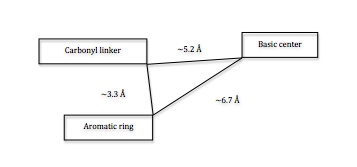 Carbonyl linker
~5.2 Å
Basic center
~3.3 Å
~6.7 Å
Aromatic ring